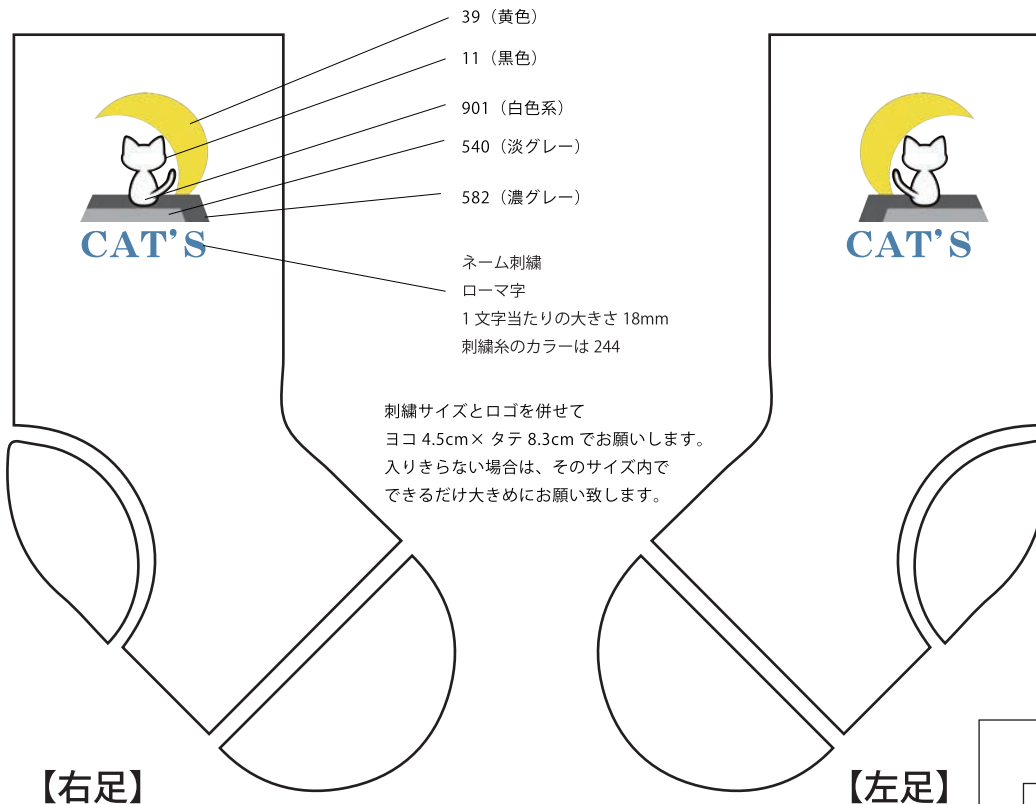 39（黄色）
11（黒色）
901（白色系）
540（淡グレー）
582（濃グレー）
CAT'S
CAT'S
ネーム刺繍
ローマ字
1 文字当たりの大きさ 18mm
刺繍糸のカラーは 244
刺繍サイズとロゴを併せて
ヨコ 4.5cm× タテ 8.3cm でお願いします。
入りきらない場合は、そのサイズ内で
できるだけ大きめにお願い致します。
【右足】
【左足】